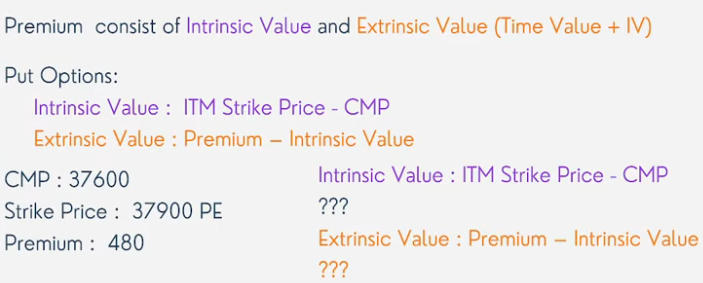 Premium consist of Intrinsic Value and Extrinsic Value (Time Value + IV)
Put Options:
Intrinsic Value : ITM Strike Price - CMP
Extrinsic Value : Premium – Intrinsic Value
CMP : 37600
Strike Price : 37900 PE
Premium : 480
Intrinsic Value : ITM Strike Price - CMP
???
Extrinsic Value : Premium – Intrinsic Value
???